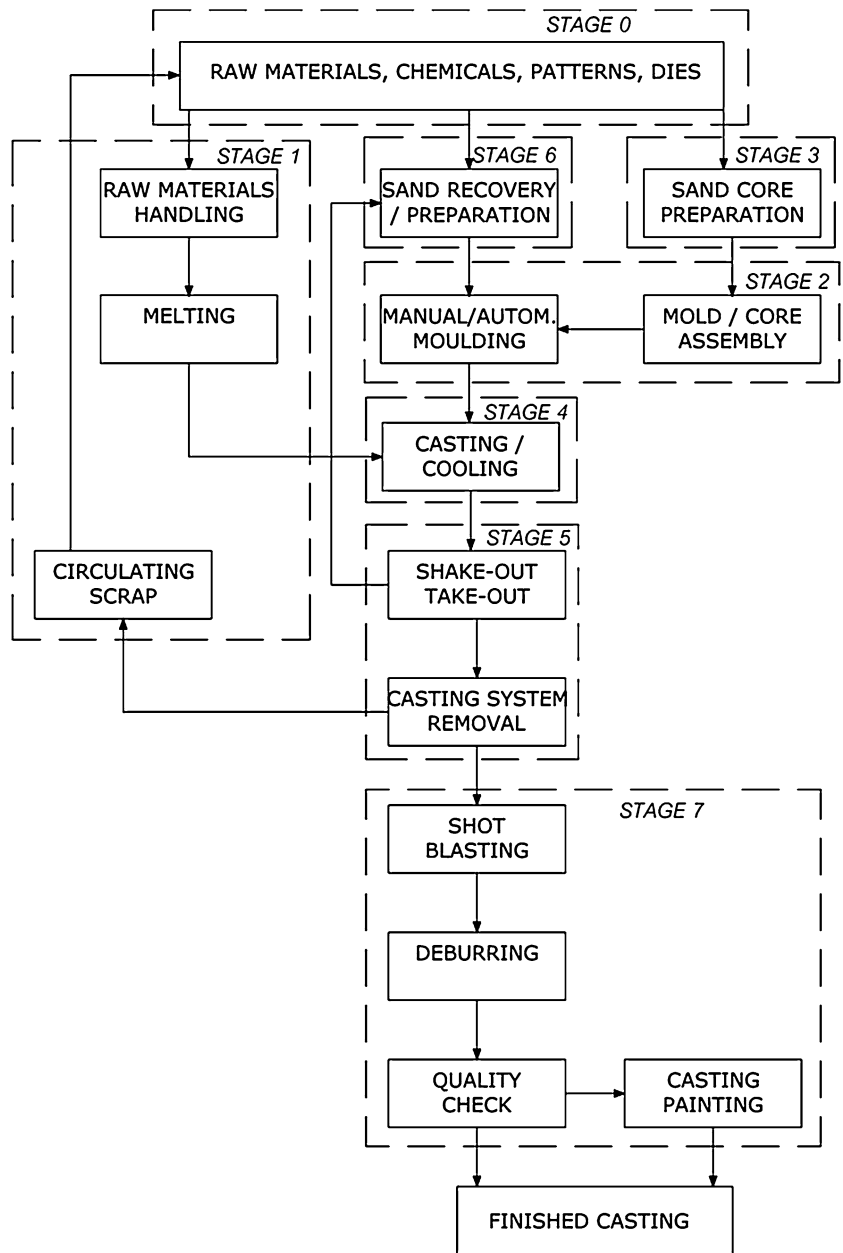 STAGE 0
RAW MATERIALS, CHEMICALS, PATTERNS, DIES
STAGE 1
RAW MATERIALS
HANDLING
STAGE 6
SAND RECOVERY
/ PREPARATION
STAGE 3
SAND CORE
PREPARATION
STAGE 2
MELTING
MANUAL/AUTOM.
MOULDING
MOLD / CORE
ASSEMBLY
STAGE 4
CASTING /
COOLING
STAGE 5
CIRCULATING
SCRAP
SHAKE-OUT
TAKE-OUT
CASTING SYSTEM
REMOVAL
STAGE 7
SHOT
BLASTING
DEBURRING
QUALITY
CHECK
CASTING
PAINTING
FINISHED CASTING